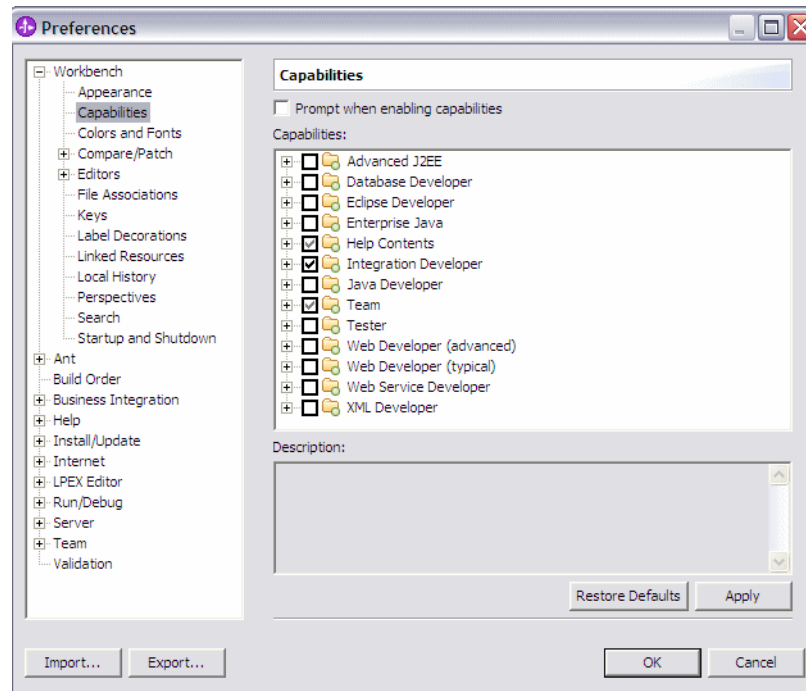 Preferences
Workbench
Appearance
Capabilities
Colors and Fonts
Compare/Patch
Editors
File Associations
Keys
Label Decorations
Linked Resources
Local History
Perspectives
Search
Startup and Shutdown
Ant
Build Order
Business Integration
Help
Install/Update
Internet
LPEX Editor
Run/Debug
Server
Team
Validation
Capabilities
Prompt when enabling capabilities
Capabilities:
Advanced J2EE
Database Developer
Eclipse Developer
Enterprise Java
Help Contents
Integration Developer
Java Developer
Team
Tester
Web Developer (advanced)
Web Developer (typical)
Web Service Developer
XML Developer
Description:
Restore Defaults
Apply
Import...
Export...
OK
Cancel